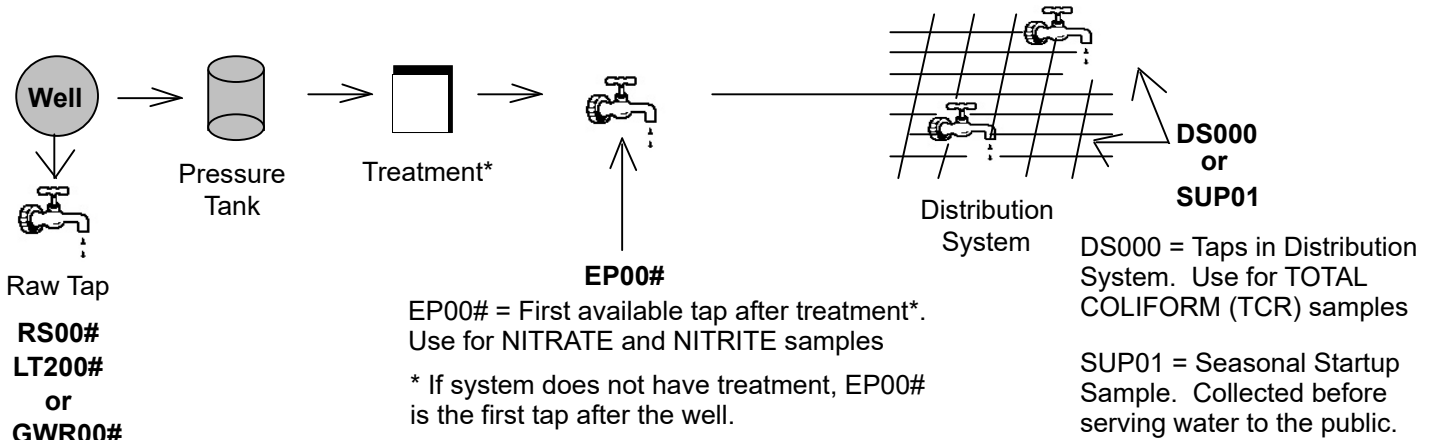 Well
Raw Tap
RS00#
LT200#
or
GWR00#
Pressure
Tank
Treatment*
EP00#
EP00# = First available tap after treatment*.
Use for NITRATE and NITRITE samples
* If system does not have treatment, EP00#
is the first tap after the well.
Distribution
System
DS000
or
SUP01
DS000 = Taps in Distribution
System. Use for TOTAL
COLIFORM (TCR) samples
SUP01 = Seasonal Startup
Sample. Collected before
serving water to the public.